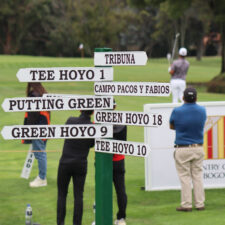 TRIBUNA
TEE HOYO 1
CAMPO PACOS Y FABIOS
PUTTING GREEN
GREEN HOYO 18
GREEN HOYO 9
TEE HOYO 10
NTRY C
BOGO